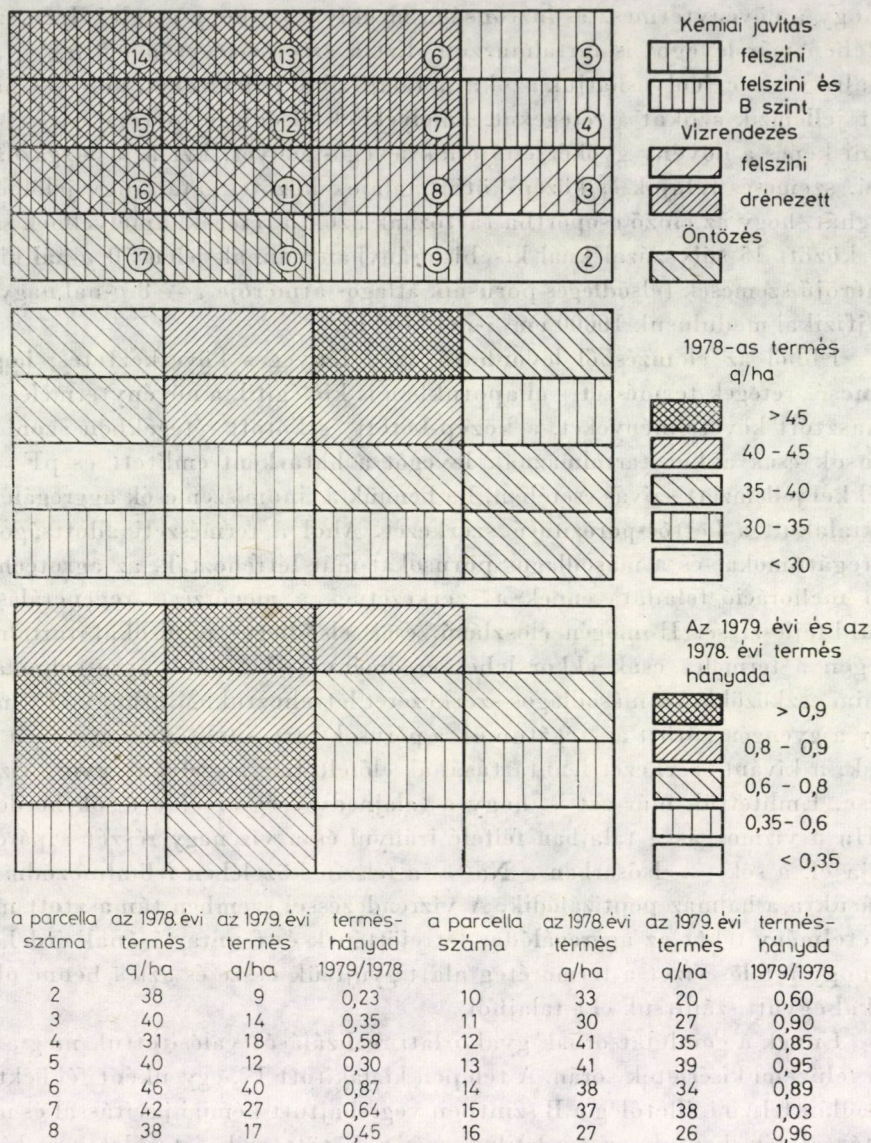 Kémiai javítás
felszíni
felszíni és
B szint
Vízrendezés
felszíni
drénezett
Öntözés
14 13 6 5
15 12 7 4
16 11 8 3
17 10 9 2
1978-as termés
q/ha
> 45
40 - 45
35 - 40
30 - 35
< 30
Az 1979. évi és az
1978. évi termés
hányada
> 0,9
0,8 - 0,9
0,6 - 0,8
0,35 - 0,6
< 0,35
a parcella az 1978. évi az 1979. évi termés- a parcella az 1978. évi az 1979. évi termés-
száma termés termés hányad száma termés termés hányad
q/ha q/ha 1979/1978 q/ha q/ha 1979/1978
2 38 9 0,23 10 33 20 0,60
3 40 14 0,35 11 30 27 0,90
4 31 18 0,58 12 41 35 0,85
5 40 12 0,30 13 41 39 0,95
6 46 40 0,87 14 43 38 0,89
7 42 27 0,64 15 37 38 1,03
8 38 17 0,45 16 27 26 0,96